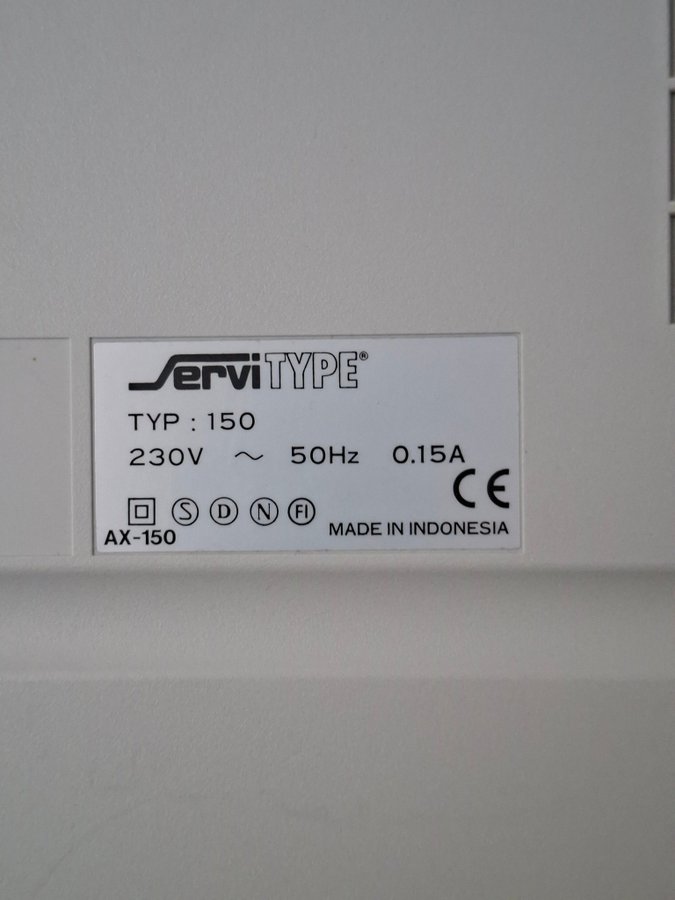 ServiTYPE®
TYP : 150
230V ~ 50Hz 0.15A
CE
S D N FI
AX-150 MADE IN INDONESIA